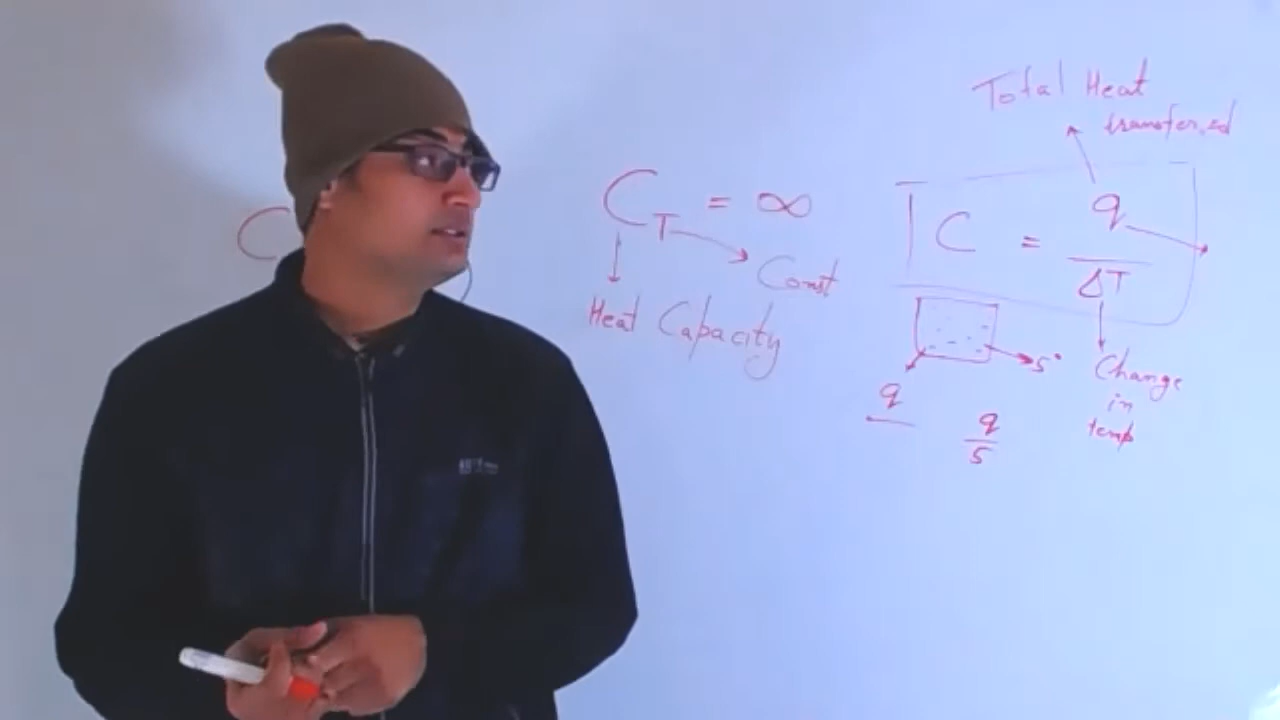 Total Heat
transferred
C
C_T = ∞
Const
Heat Capacity
C = q / ΔT
5°
q
q / 5
Change
in
temp